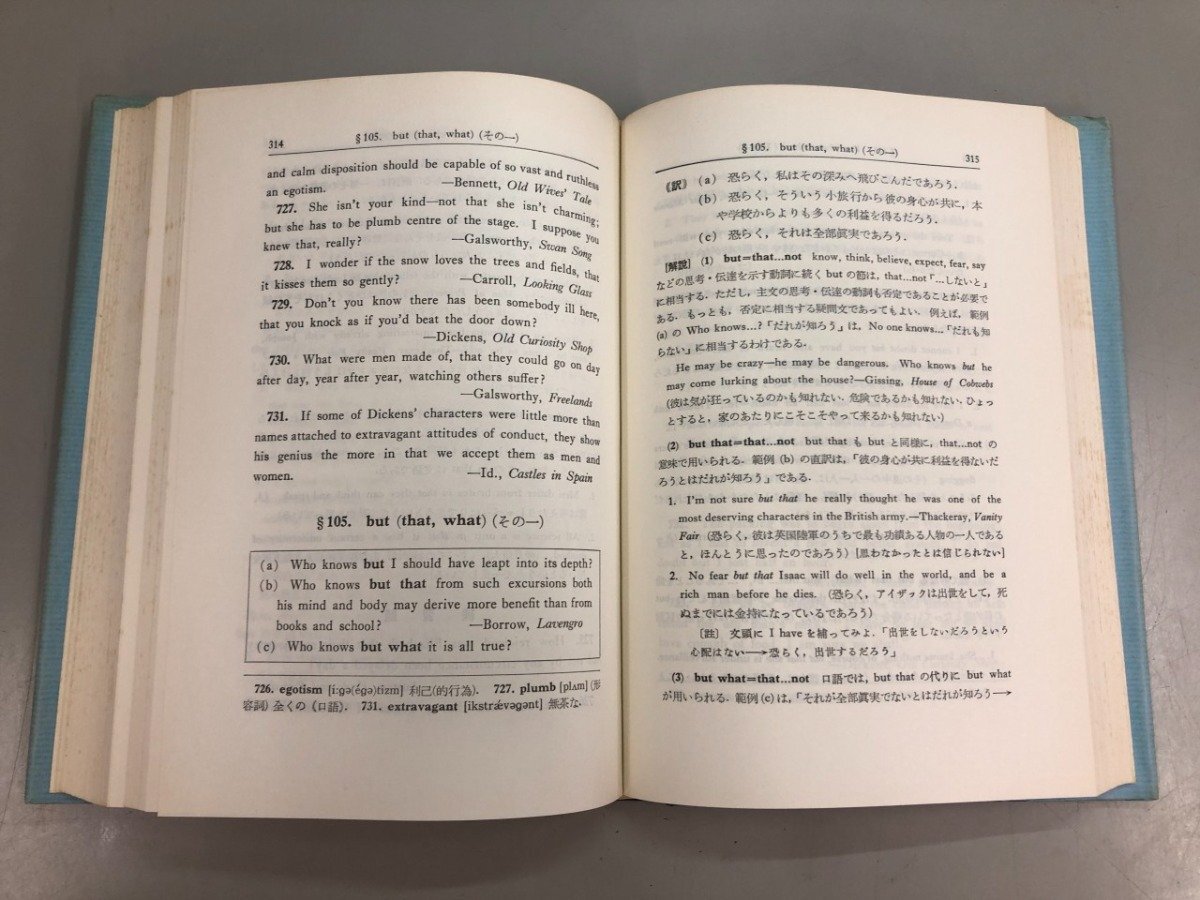 314
§ 105. but (that, what) (その一)
and calm disposition should be capable of so vast and ruthless
an egotism. —Bennett, Old Wives' Tale
727. She isn't your kind—not that she isn't charming;
but she has to be plumb centre of the stage. I suppose you
knew that, really? —Galsworthy, Swan Song
728. I wonder if the snow loves the trees and fields, that
it kisses them so gently? —Carroll, Looking Glass
729. Don't you know there has been somebody ill here,
that you knock as if you'd beat the door down?
—Dickens, Old Curiosity Shop
730. What were men made of, that they could go on day
after day, year after year, watching others suffer?
—Galsworthy, Freelands
731. If some of Dickens' characters were little more than
names attached to extravagant attitudes of conduct, they show
his genius the more in that we accept them as men and
women. —Id., Castles in Spain
§ 105. but (that, what) (その一)
(a) Who knows but I should have leapt into its depth?
(b) Who knows but that from such excursions both
his mind and body may derive more benefit than from
books and school? —Borrow, Lavengro
(c) Who knows but what it is all true?
726. egotism [íːgə(égə)tizm] 利己(的行為). 727. plumb [plʌm] (形
容詞) 全くの《口語》. 731. extravagant [ikstrǽvəgənt] 無茶な.
§ 105. but (that, what) (その一)
315
《訳》 (a) 恐らく, 私はその深みへ飛びこんだであろう.
(b) 恐らく, そういう小旅行から彼の身心が共に, 本
や学校からよりも多くの利益を得るだろう.
(c) 恐らく, それは全部眞実であろう.
[解説] (1) but=that...not know, think, believe, expect, fear, say
などの思考・伝達を示す動詞に続く but の節は, that...not「...しないと」
に相当する. ただし, 主文の思考・伝達の動詞も否定であることが必要で
ある. もっとも, 否定に相当する疑問文であってもよい. 例えば, 範例
(a) の Who knows...?「だれが知ろう」は, No one knows...「だれも知
らない」に相当するわけである.
He may be crazy—he may be dangerous. Who knows but he
may come lurking about the house?—Gissing, House of Cobwebs
(彼は気が狂っているのかも知れない. 危険であるかも知れない. ひょっ
とすると, 家のあたりにこそこそやって来るかも知れない)
(2) but that=that...not but that も but と同様に, that...not の
意味で用いられる. 範例 (b) の直訳は,「彼の身心が共に利益を得ないだ
ろうとはだれが知ろう」である.
1. I'm not sure but that he really thought he was one of the
most deserving characters in the British army.—Thackeray, Vanity
Fair (恐らく, 彼は英国陸軍のうちで最も功績ある人物の一人である
と, ほんとうに思ったのであろう) [思わなかったとは信じられない]
2. No fear but that Isaac will do well in the world, and be a
rich man before he dies. (恐らく, アイザックは出世をして, 死
ぬまでには金持になっているであろう)
[註] 文頭に I have を補ってみよ.「出世をしないだろうという
心配はない→恐らく, 出世するだろう」
(3) but what=that...not 口語では, but that の代りに but what
が用いられる. 範例 (c) は,「それが全部眞実でないとはだれが知ろう→